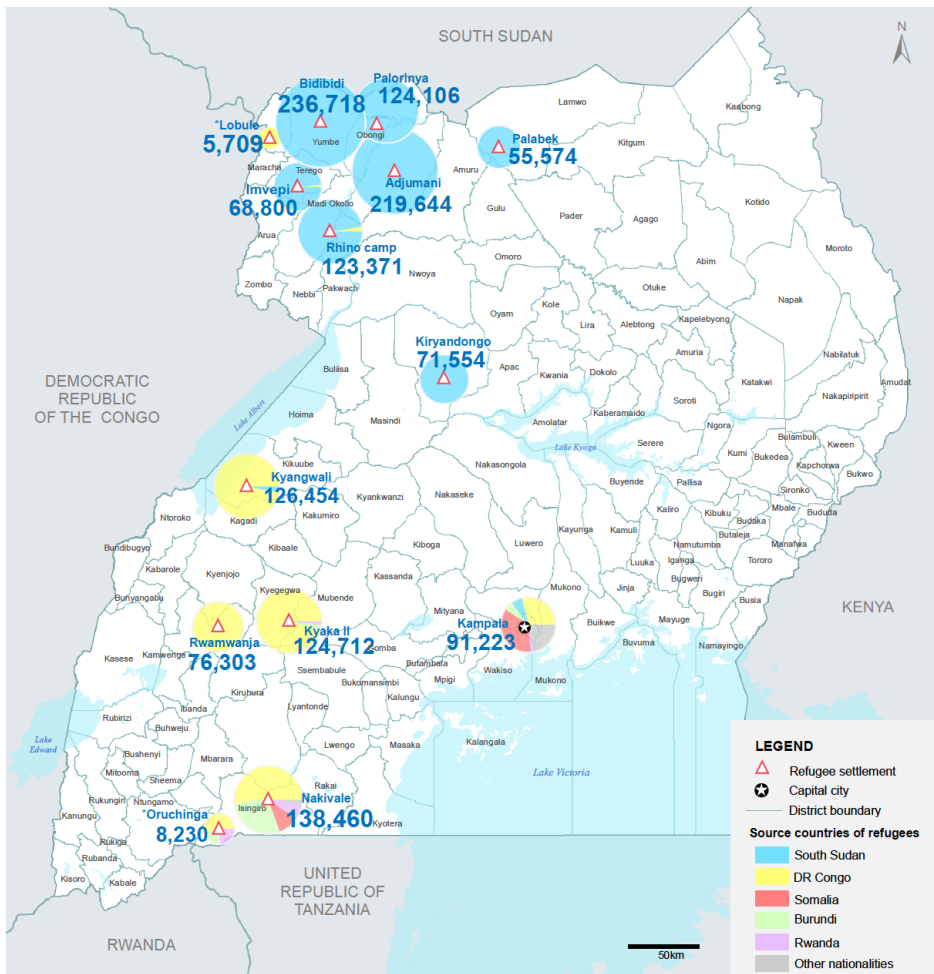 SOUTH SUDAN
N
Bidibidi
236,718
Palorinya
124,106
*Lobule
5,709
Yumbe
Obongi
Lamwo
Kaabong
Kitgum
Palabek
55,574
Maracha
Terego
Imvepi
68,800
Madi Okollo
Adjumani
219,644
Amuru
Gulu
Pader
Agago
Kotido
Arua
Rhino camp
123,371
Omoro
Abim
Moroto
Zombo
Nebbi
Pakwach
Nwoya
Otuke
Napak
Oyam
Kole
Lira
Alebtong
Kapelebyong
Kiryandongo
71,554
Apac
Kwania
Dokolo
Amuria
Nabilatuk
Amudat
Katakwi
Nakapiripirit
Buliisa
DEMOCRATIC
REPUBLIC
OF THE CONGO
Lake Albert
Hoima
Masindi
Kaberamaido
Soroti
Amolatar
Ngora
Serere
Kumi
Bukedea
Bulambuli
Kween
Kapchorwa
Bukwo
Lake Kyoga
Kikuube
Kyangwali
126,454
Nakasongola
Buyende
Pallisa
Sironko
Kyankwanzi
Nakaseke
Kaliro
Kibuku
Mbale
Bududa
Ntoroko
Kagadi
Kakumiro
Budaka
Butaleja
Manafwa
Bundibugyo
Kibaale
Kiboga
Luwero
Kayunga
Kamuli
Namutumba
Iganga
Tororo
Kabarole
Kyenjojo
Kassanda
Luuka
Bugweri
Bunyangabu
Kyegegwa
Mubende
Mukono
Jinja
Bugiri
Busia
Mityana
Kampala
91,223
Buikwe
Mayuge
KENYA
Rwamwanja
76,303
Kyaka II
124,712
Gomba
Buvuma
Namayingo
Kasese
Kamwenge
Ssembabule
Butambala
Mpigi
Wakiso
Mukono
Bukomansimbi
Kalungu
Kiruhura
Lyantonde
Ibanda
Rubirizi
Buhweju
Lake
Edward
Lwengo
Masaka
Kalangala
Bushenyi
Mbarara
Mitooma
Sheema
Lake Victoria
Rakai
Rukungiri
Ntungamo
Isingiro
Nakivale
138,460
Kanungu
*Oruchinga
8,230
Kyotera
Rukiga
Rubanda
Kisoro
Kabale
UNITED
REPUBLIC OF
TANZANIA
RWANDA
50km
LEGEND
Refugee settlement
Capital city
District boundary
Source countries of refugees
South Sudan
DR Congo
Somalia
Burundi
Rwanda
Other nationalities